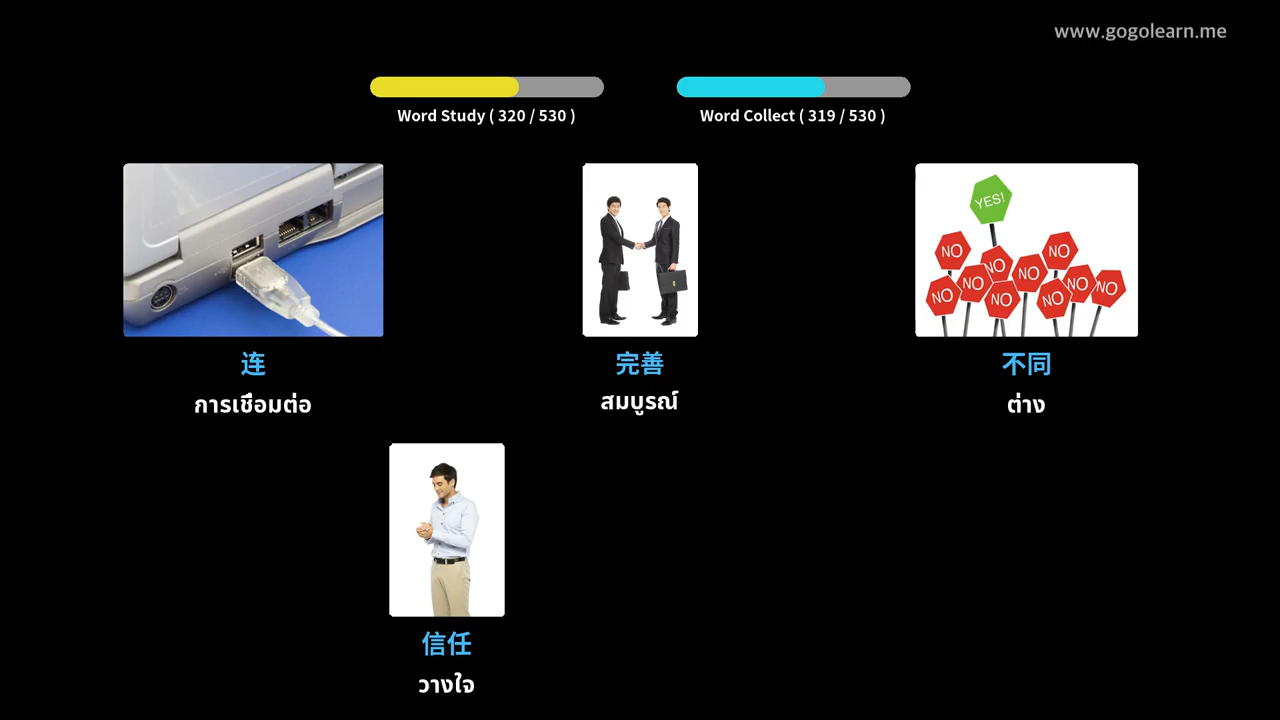 www.gogolearn.me
Word Study ( 320 / 530 )
Word Collect ( 319 / 530 )
YES!
NO
NO
NO
NO
NO
NO
NO
NO
NO
连
完善
不同
การเชื่อมต่อ
สมบูรณ์
ต่าง
信任
วางใจ